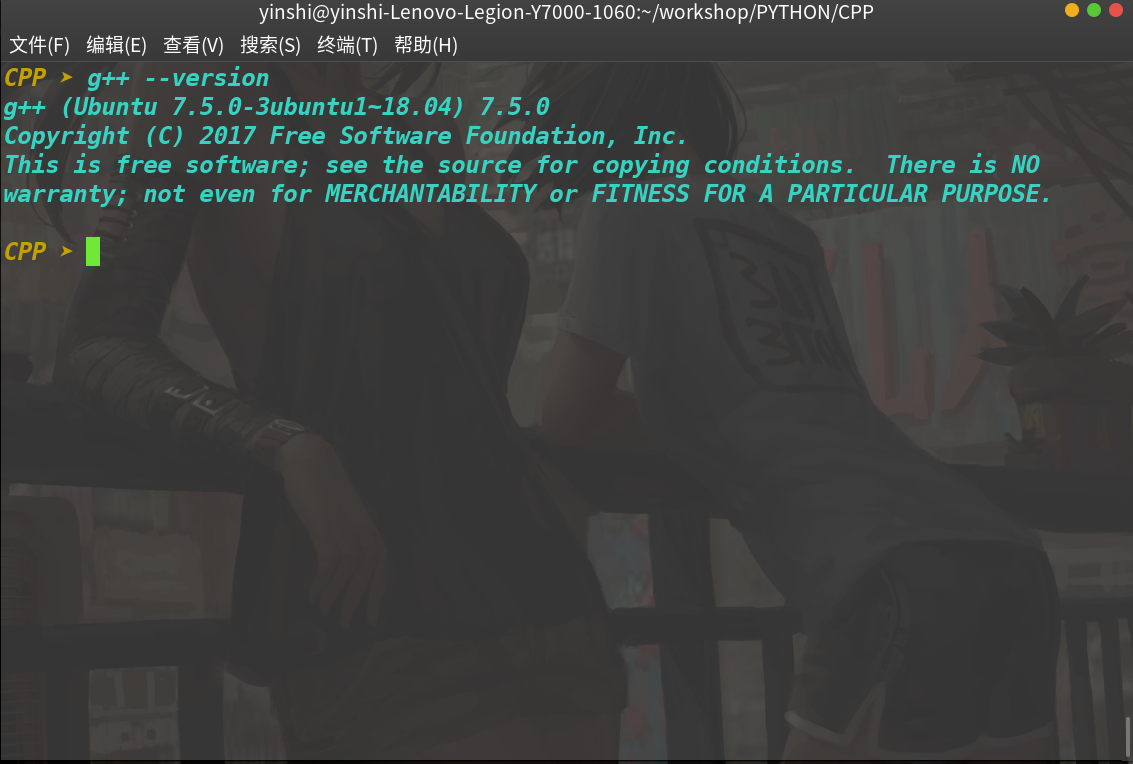 yinshi@yinshi-Lenovo-Legion-Y7000-1060:~/workshop/PYTHON/CPP
文件(F) 编辑(E) 查看(V) 搜索(S) 终端(T) 帮助(H)
CPP ➤ g++ --version
g++ (Ubuntu 7.5.0-3ubuntu1~18.04) 7.5.0
Copyright (C) 2017 Free Software Foundation, Inc.
This is free software; see the source for copying conditions.  There is NO
warranty; not even for MERCHANTABILITY or FITNESS FOR A PARTICULAR PURPOSE.
CPP ➤